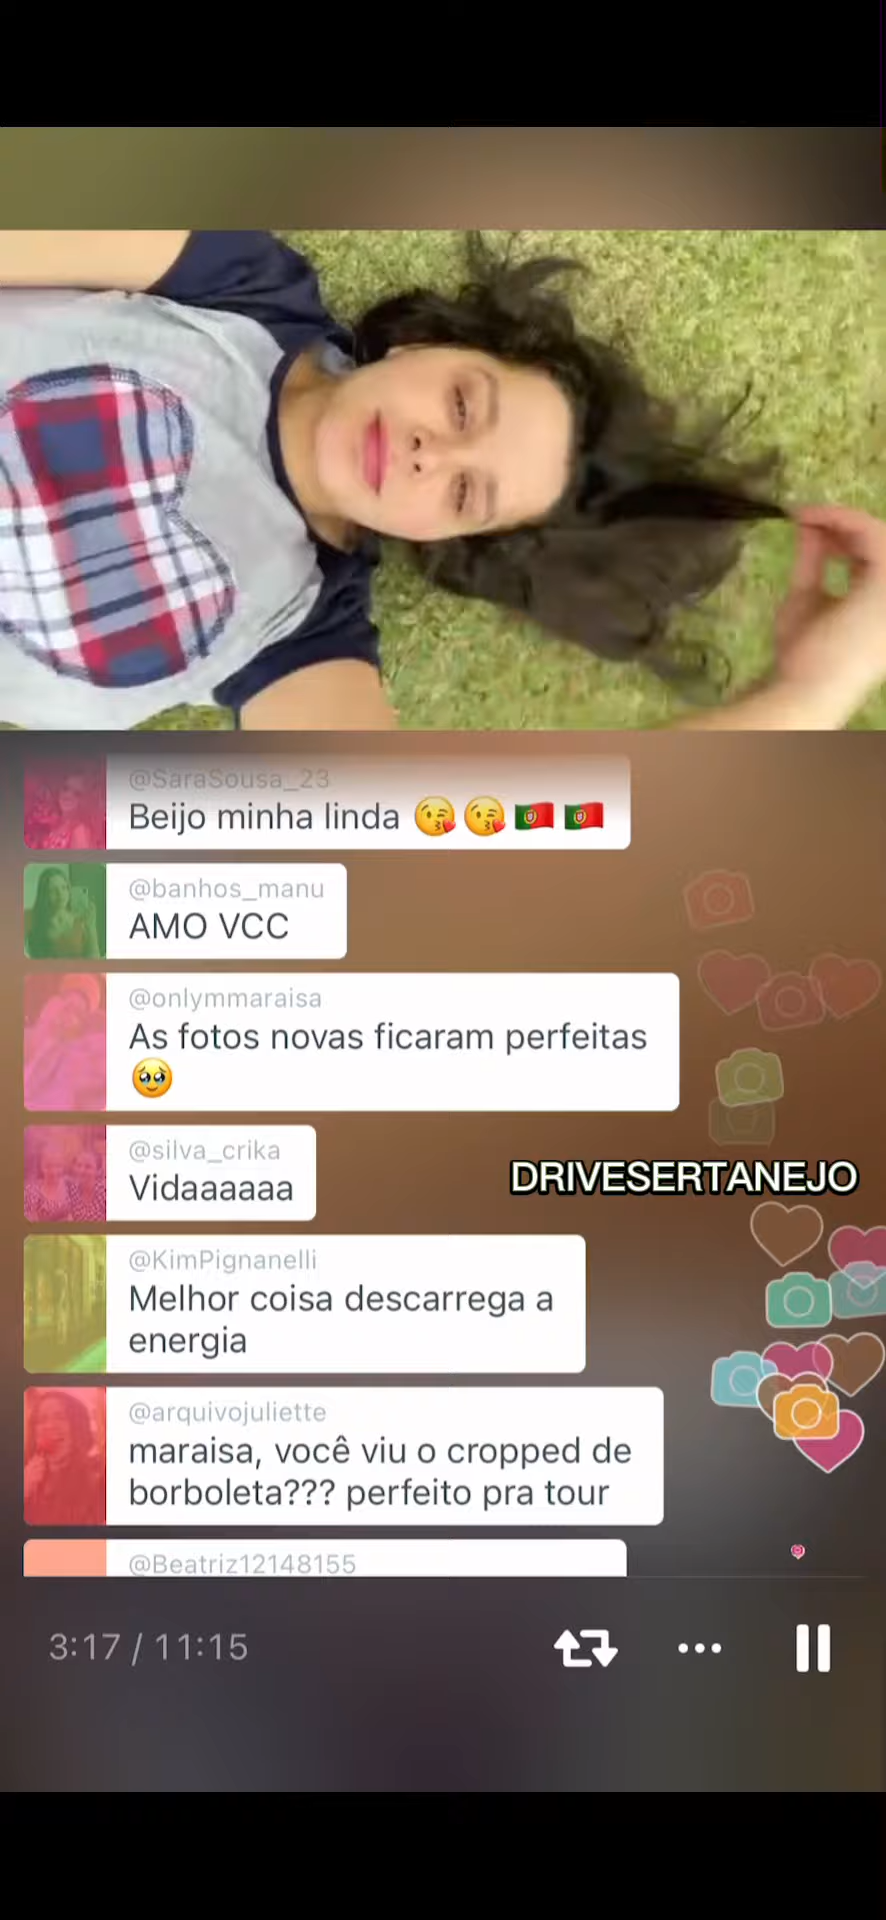 @SaraSousa_23
Beijo minha linda 😘😘🇵🇹🇵🇹
@banhos_manu
AMO VCC
@onlymmaraisa
As fotos novas ficaram perfeitas
🥹
@silva_crika
Vidaaaaaa
DRIVESERTANEJO
@KimPignanelli
Melhor coisa descarrega a
energia
@arquivojuliette
maraisa, você viu o cropped de
borboleta??? perfeito pra tour
@Beatriz12148155
3:17 / 11:15